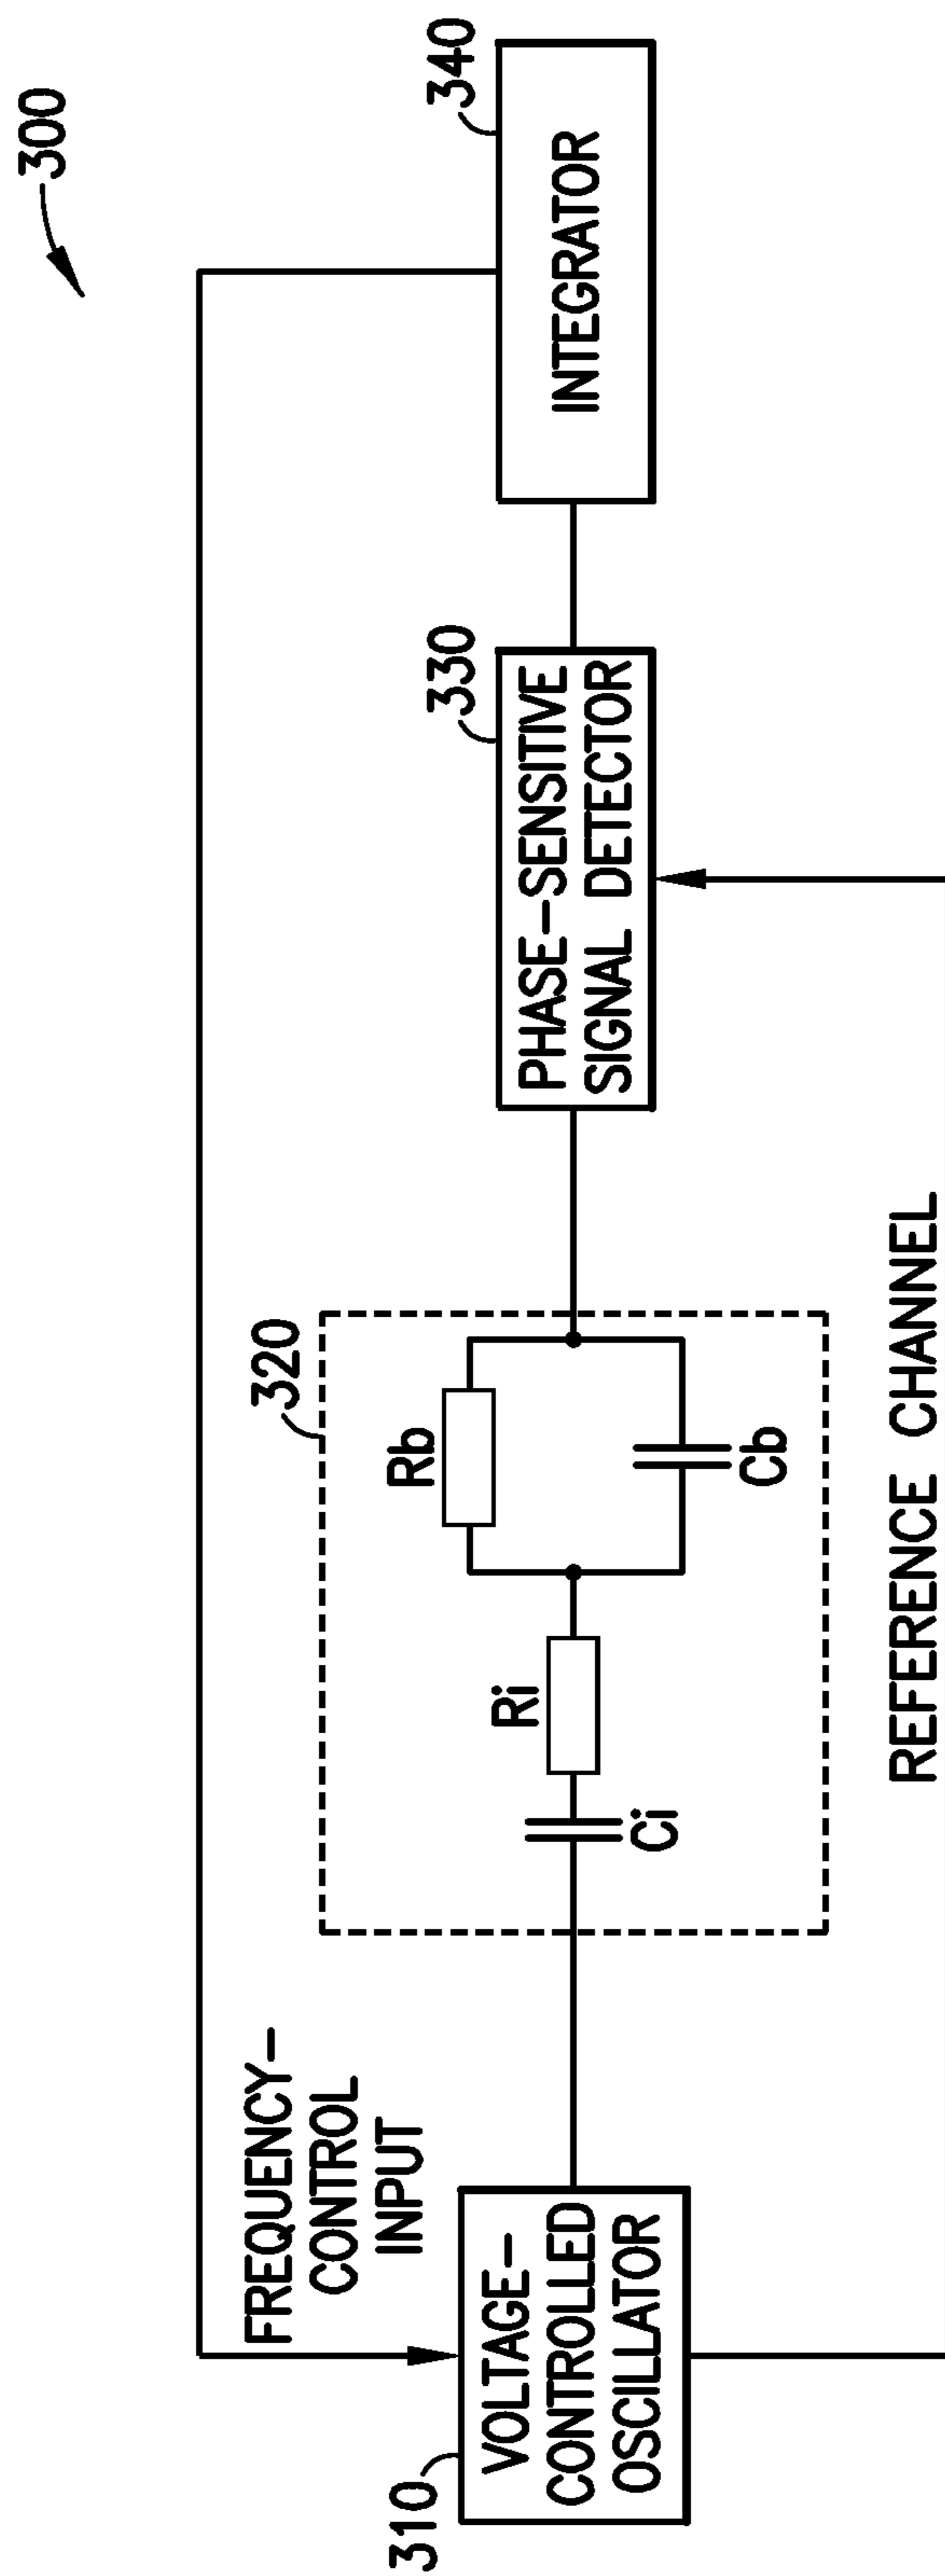 300
FREQUENCY-
CONTROL
INPUT
310
VOLTAGE-
CONTROLLED
OSCILLATOR
320
Ci
Ri
Rb
Cb
330
PHASE-SENSITIVE
SIGNAL DETECTOR
340
INTEGRATOR
REFERENCE CHANNEL